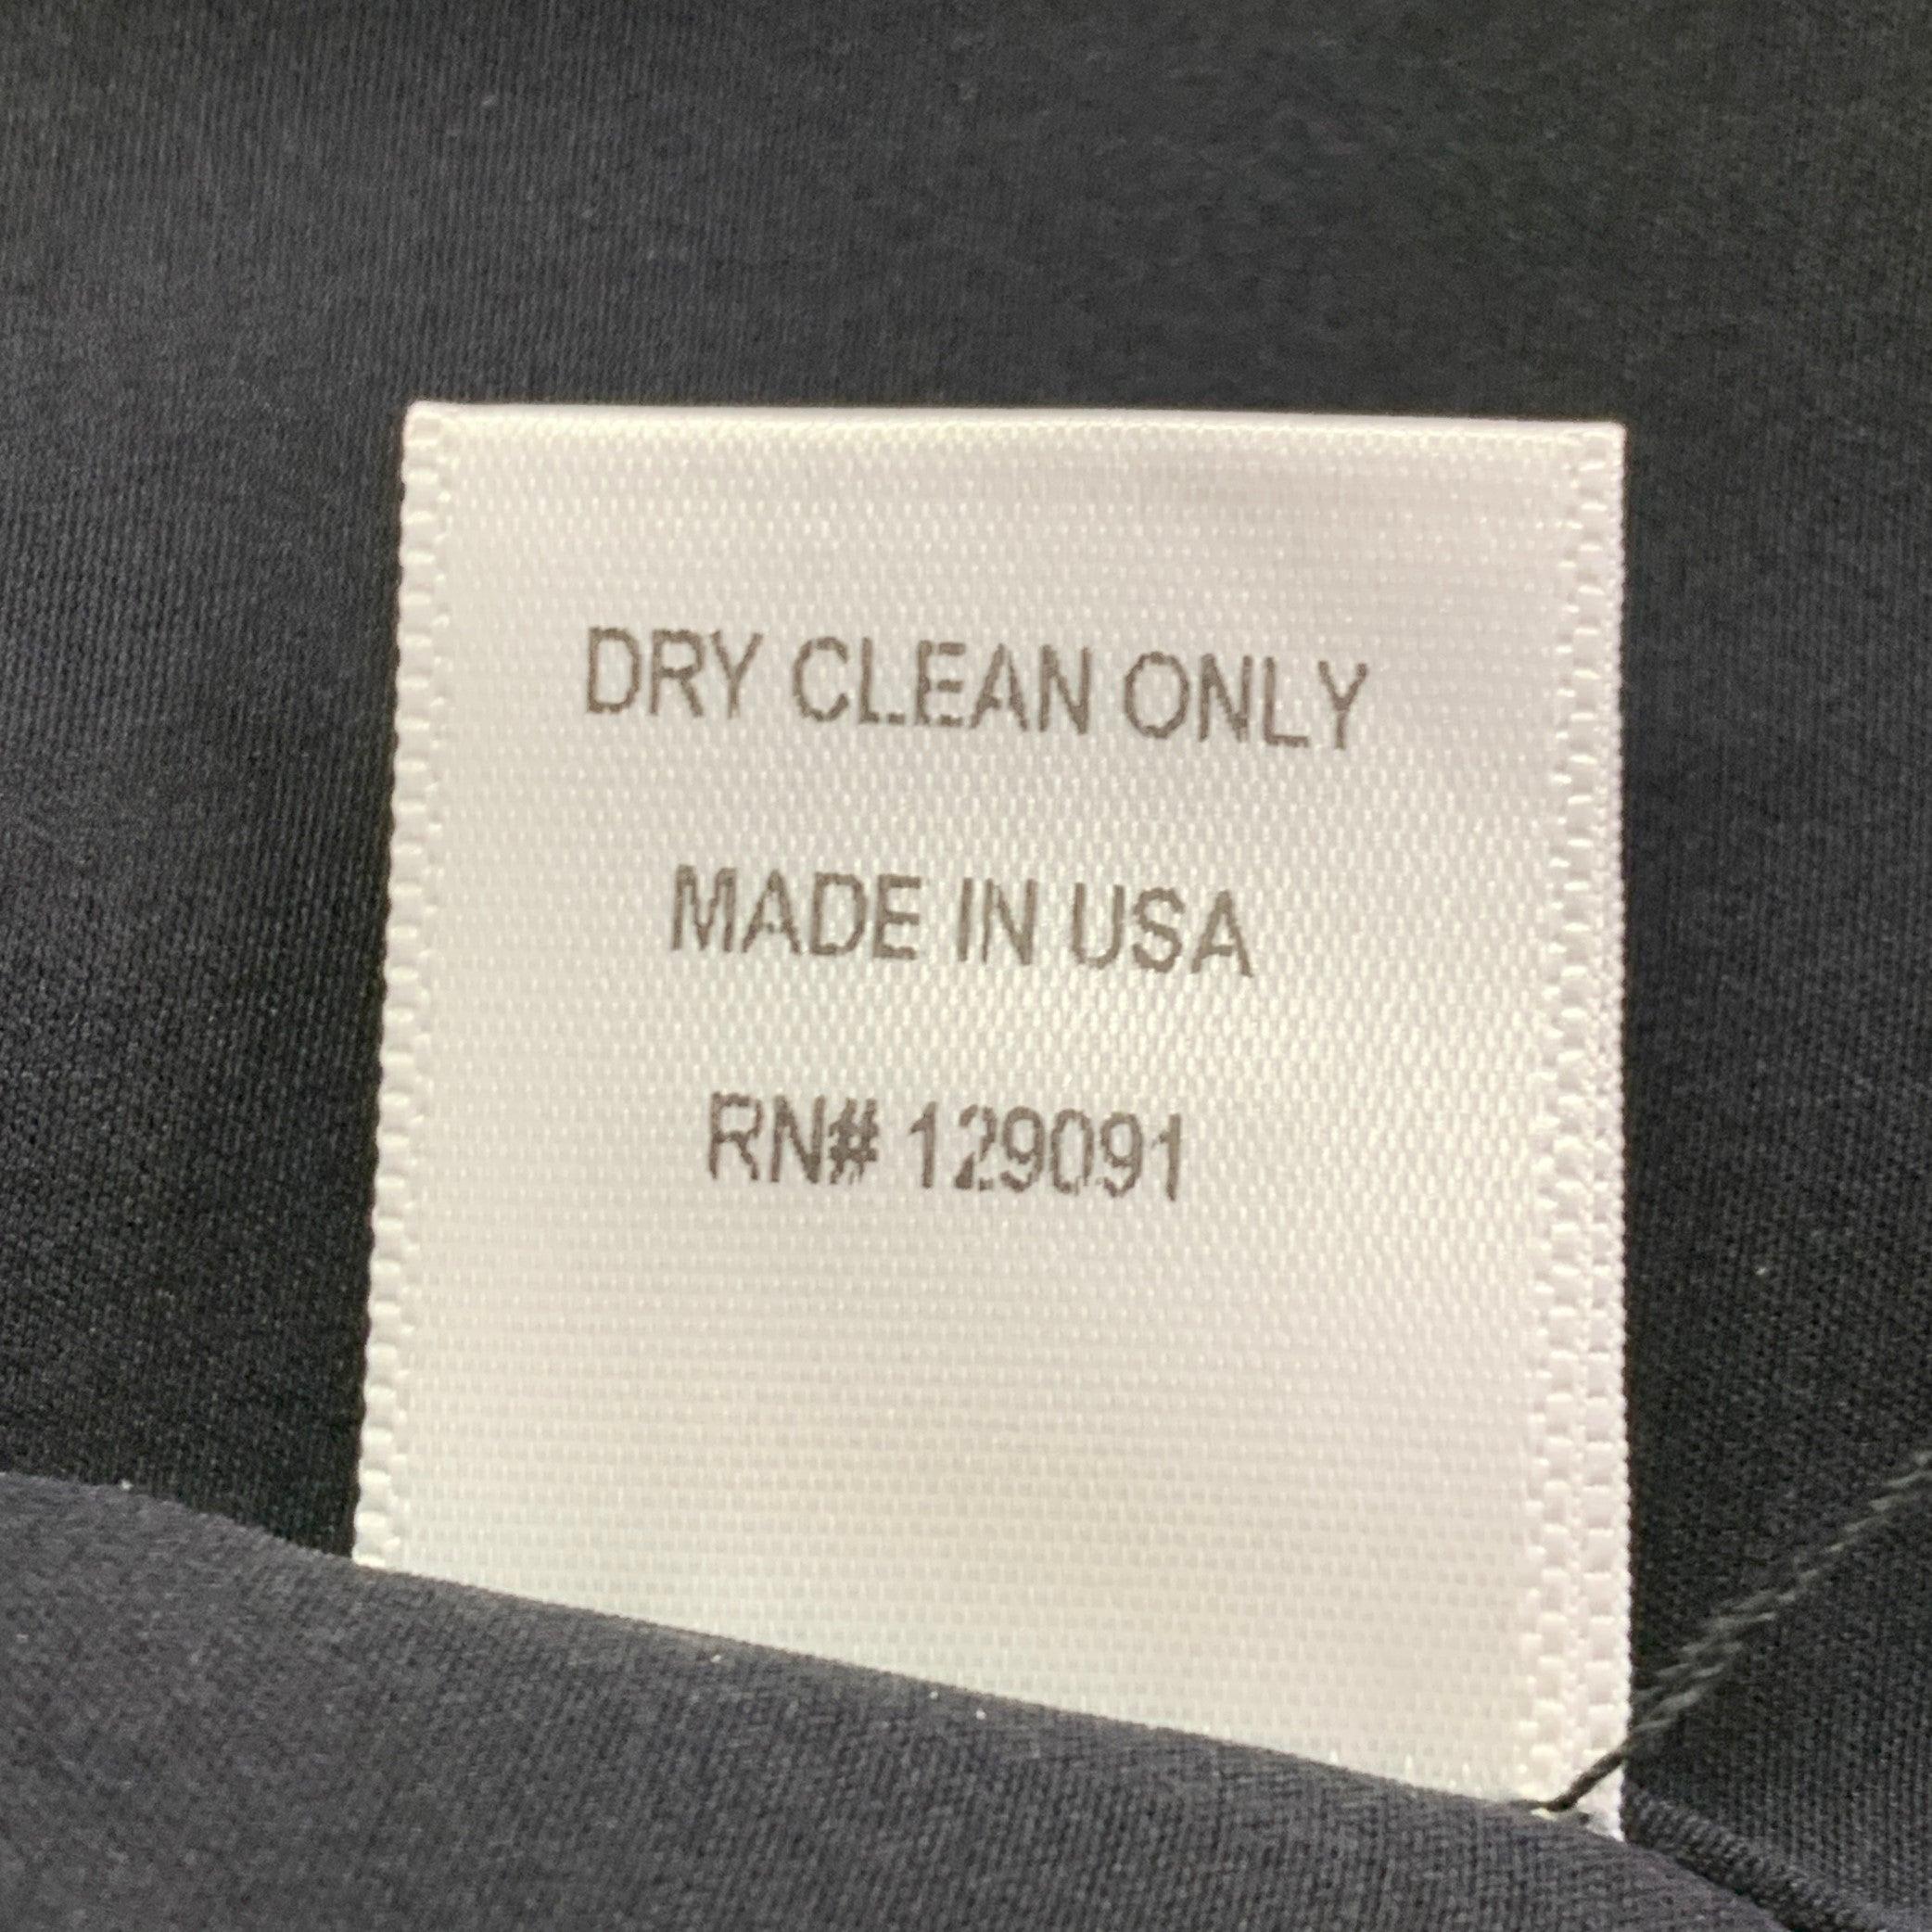 DRY CLEAN ONLY
MADE IN USA
RN# 129091